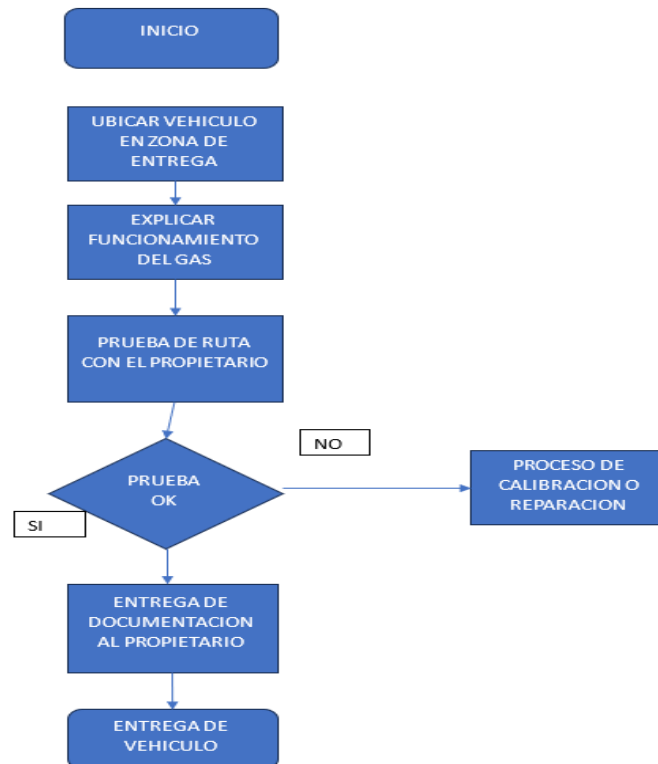 INICIO
UBICAR VEHICULO
EN ZONA DE
ENTREGA
EXPLICAR
FUNCIONAMIENTO
DEL GAS
PRUEBA DE RUTA
CON EL PROPIETARIO
NO
PRUEBA
OK
PROCESO DE
CALIBRACION O
REPARACION
SI
ENTREGA DE
DOCUMENTACION
AL PROPIETARIO
ENTREGA DE
VEHICULO